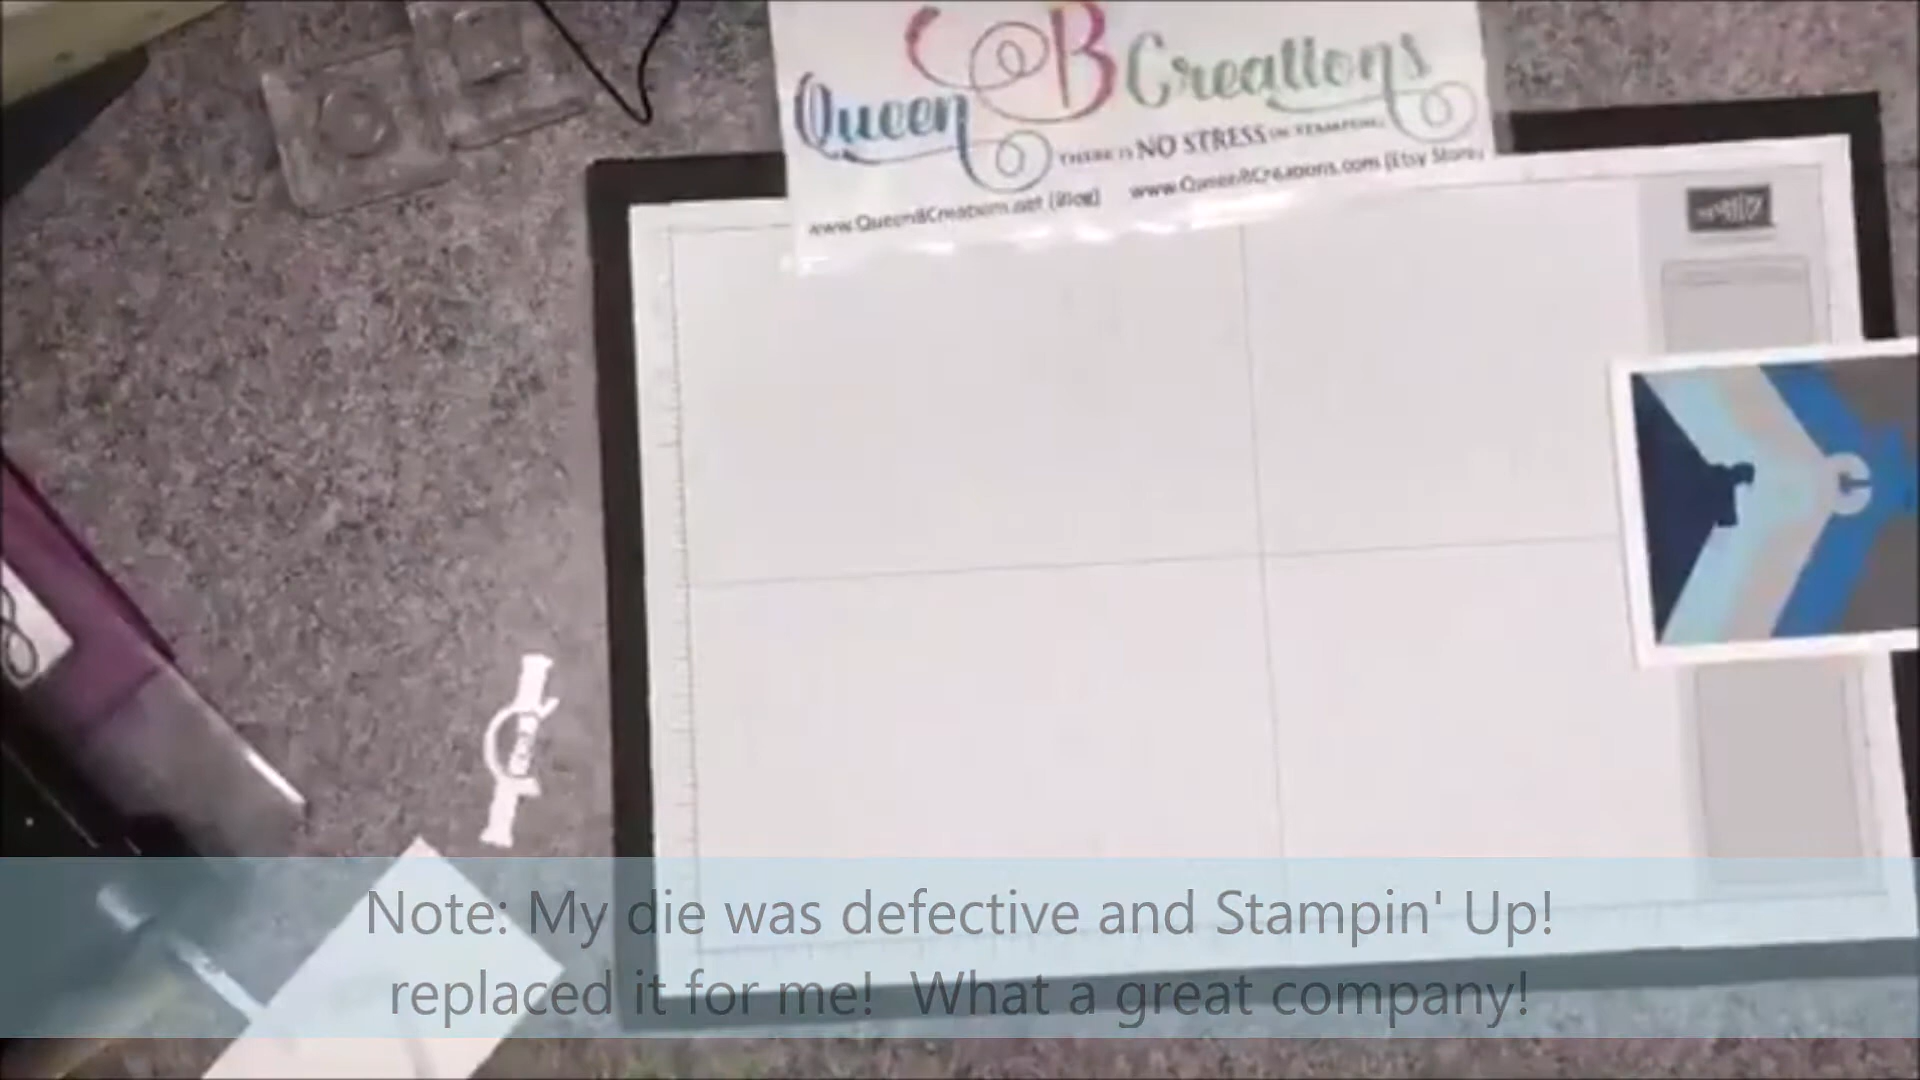 Queen B Creations
THERE IS NO STRESS IN STAMPING
www.QueenBCreations.net (Blog) www.QueenBCreations.com (Etsy Store)
Note: My die was defective and Stampin' Up!
replaced it for me! What a great company!